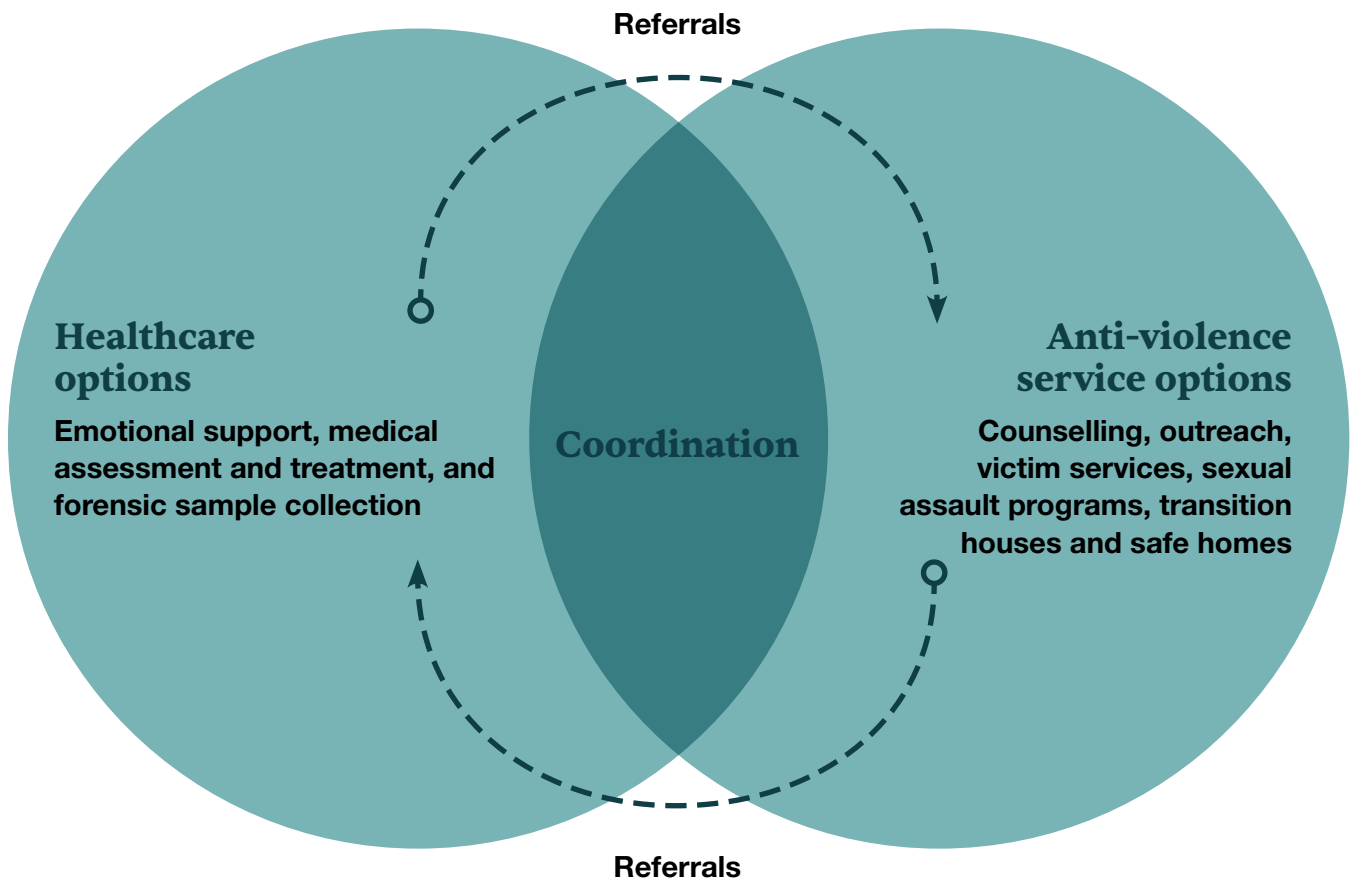 Referrals
Healthcare
options
Emotional support, medical
assessment and treatment, and
forensic sample collection
Coordination
Anti-violence
service options
Counselling, outreach,
victim services, sexual
assault programs, transition
houses and safe homes
Referrals